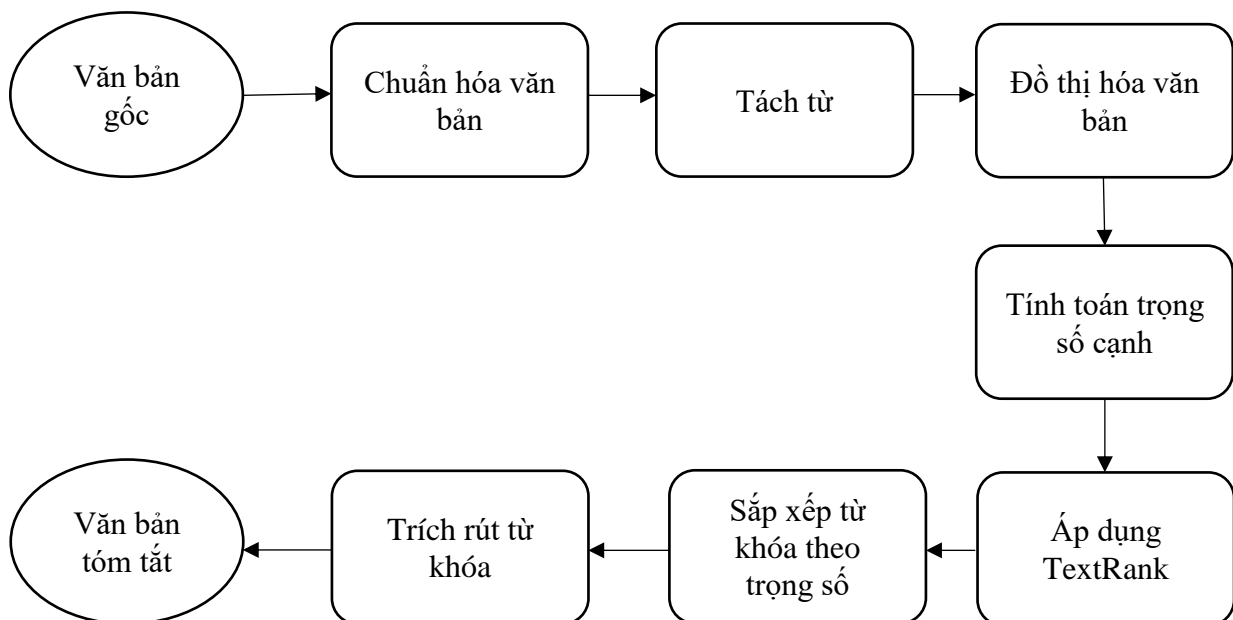 Văn bản
gốc
Chuẩn hóa văn
bản
Tách từ
Đồ thị hóa văn
bản
Tính toán trọng
số cạnh
Áp dụng
TextRank
Sắp xếp từ
khóa theo
trọng số
Trích rút từ
khóa
Văn bản
tóm tắt